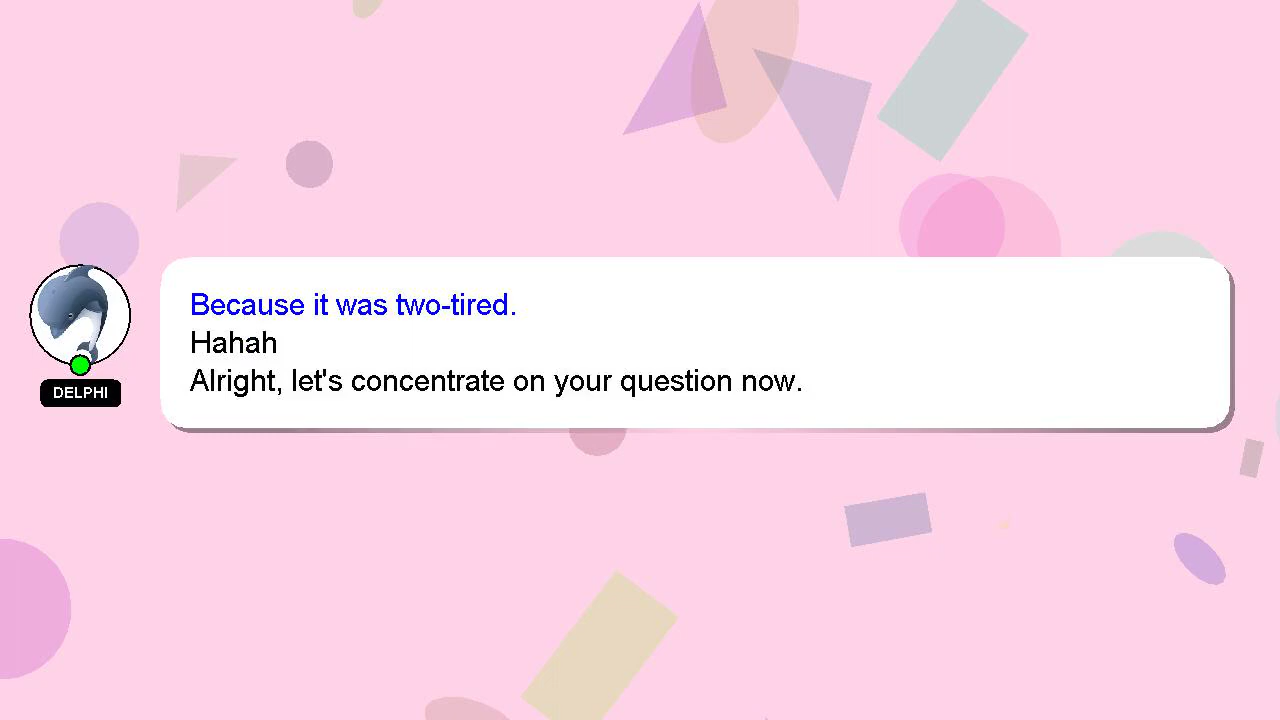 Because it was two-tired.
Hahah
Alright, let's concentrate on your question now.
DELPHI